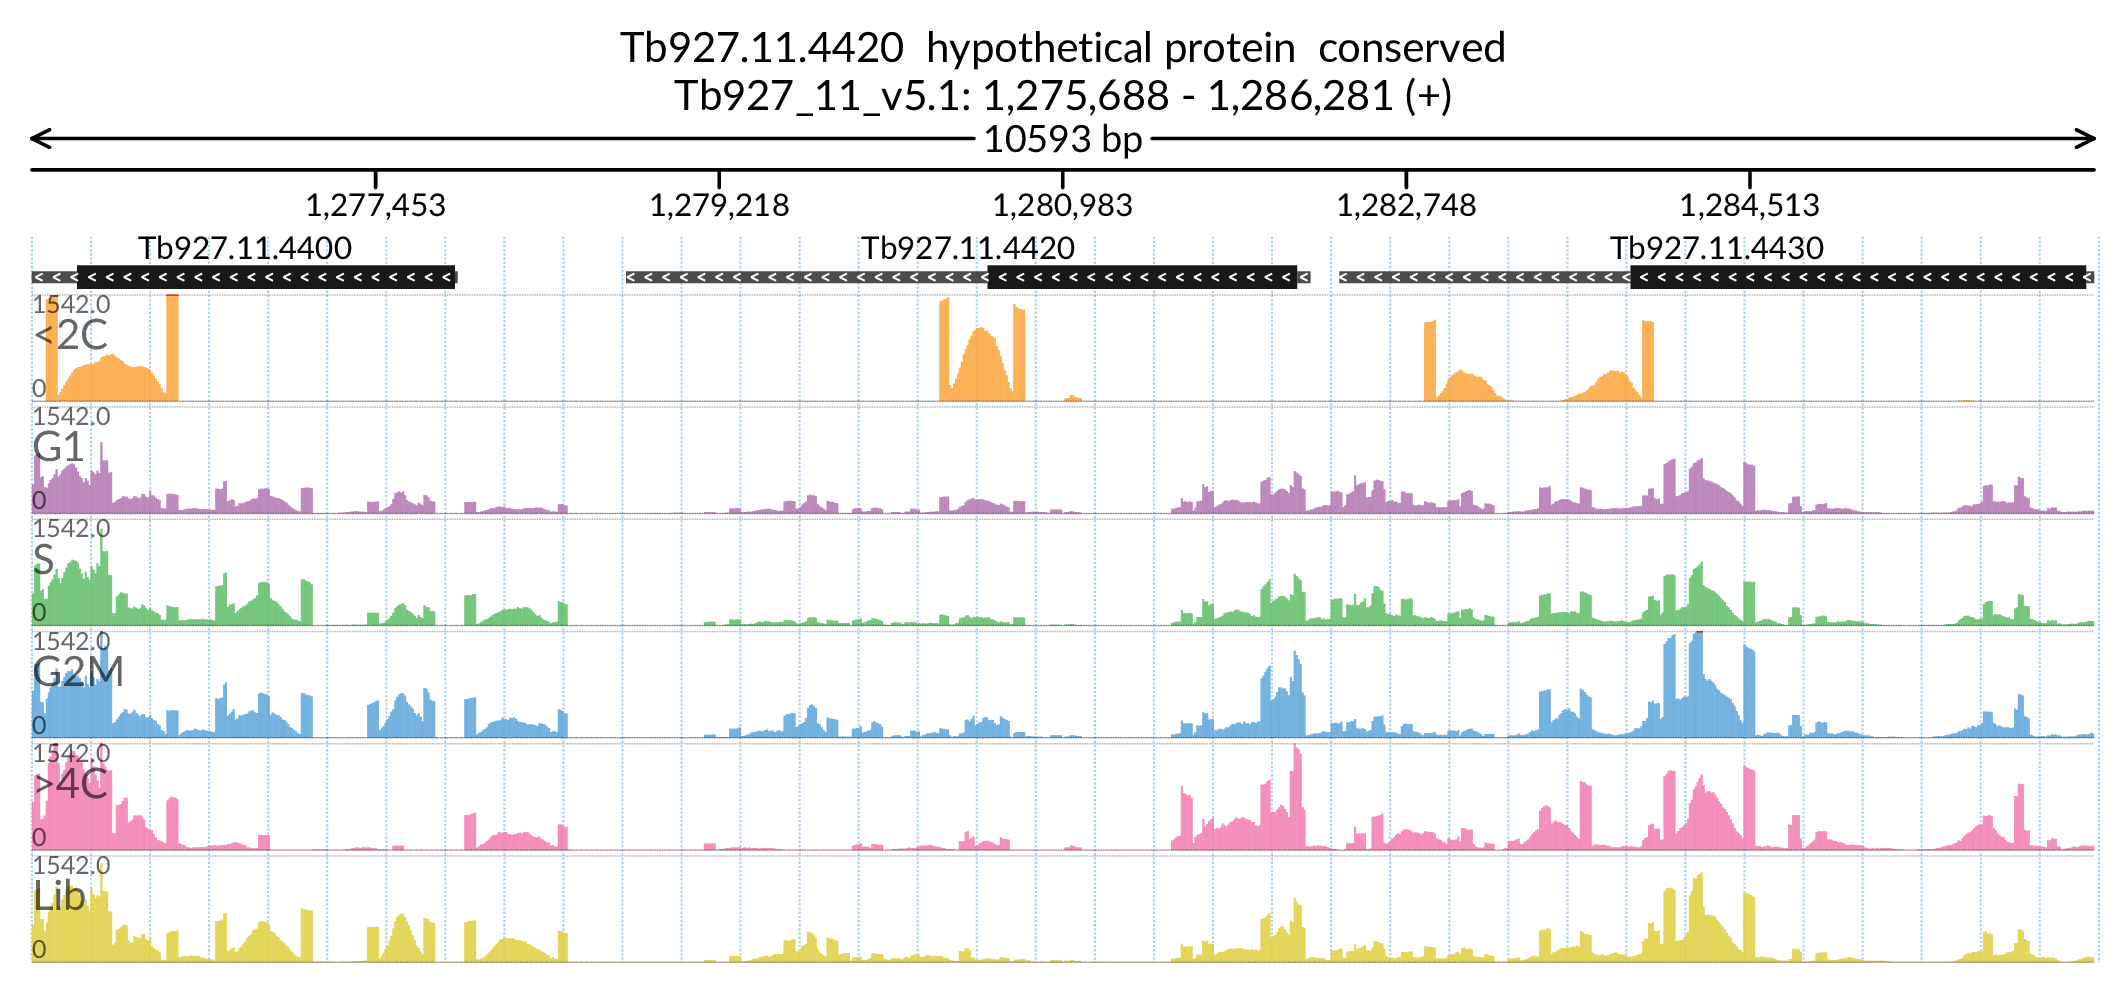 Tb927.11.4420 hypothetical protein conserved
Tb927_11_v5.1: 1,275,688 - 1,286,281 (+)
10593 bp
1,277,453 1,279,218 1,280,983 1,282,748 1,284,513
Tb927.11.4400 Tb927.11.4420 Tb927.11.4430
1542.0
<2C
0
1542.0
G1
0
1542.0
S
0
1542.0
G2M
0
1542.0
>4C
0
1542.0
Lib
0